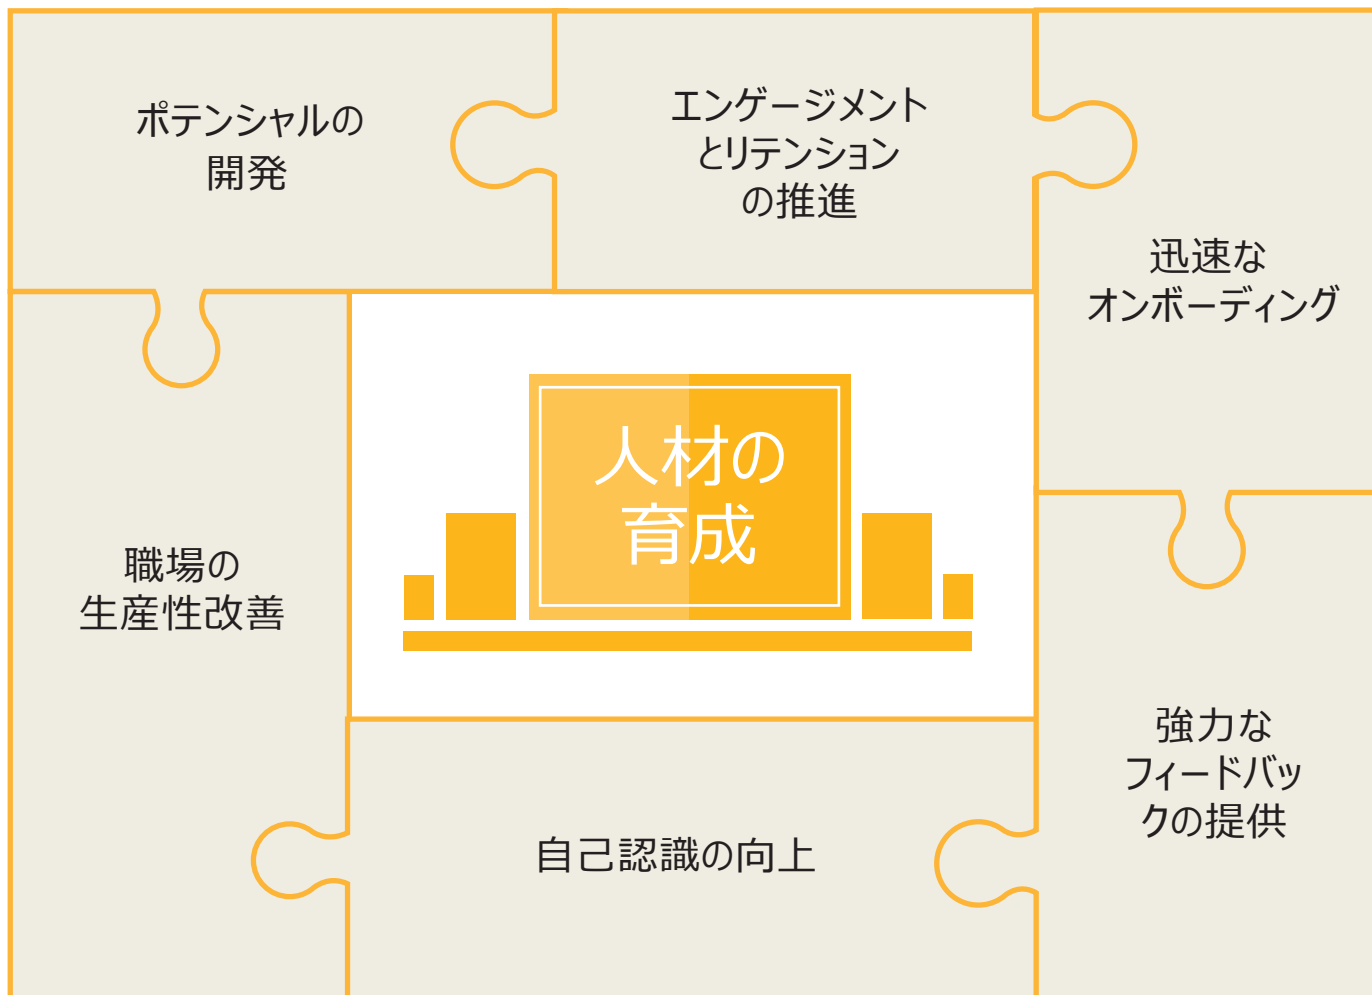 ポテンシャルの
開発
エンゲージメント
とリテンション
の推進
迅速な
オンボーディング
人材の
育成
職場の
生産性改善
強力な
フィードバッ
クの提供
自己認識の向上